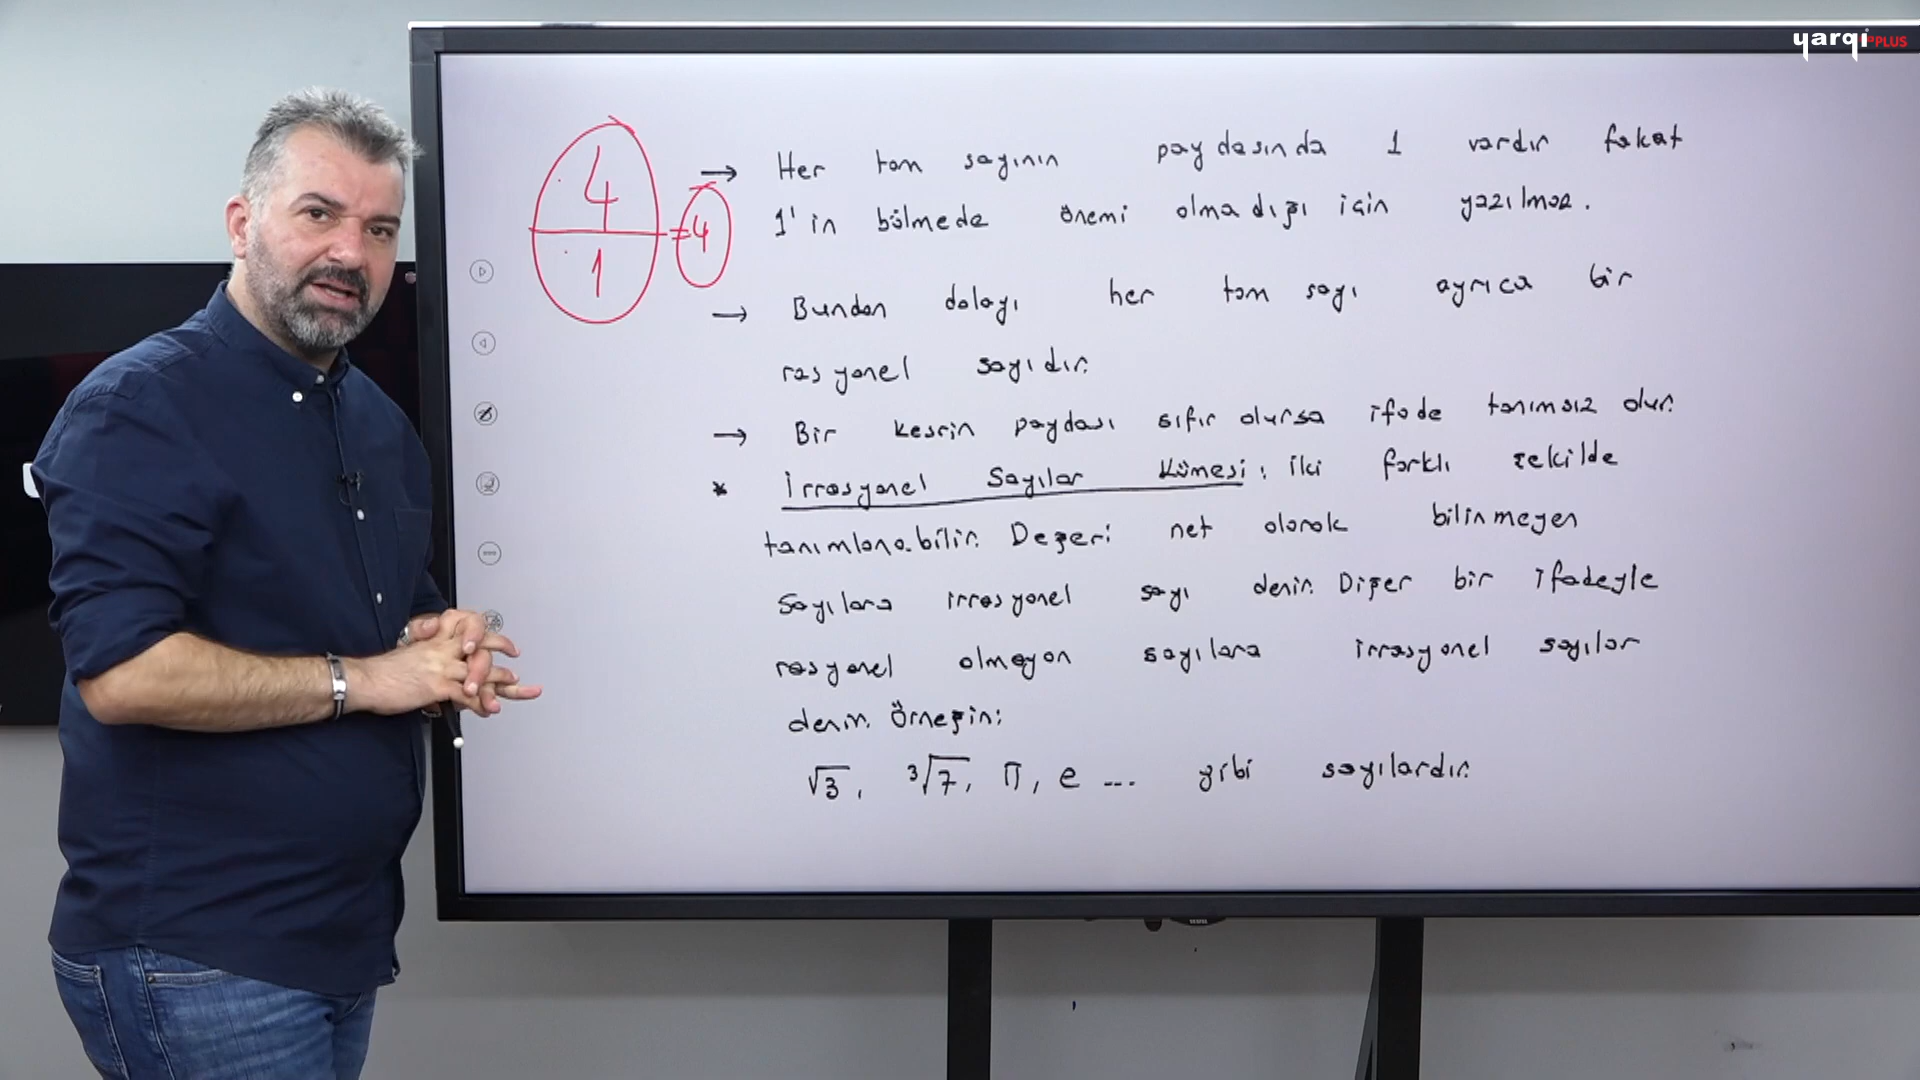 yarqı PLUS
4
1
=4
→ Her tam sayının paydasında 1 vardır fakat
1'in bölmede önemi olmadığı için yazılmaz.
→ Bundan dolayı her tam sayı ayrıca bir
rasyonel sayıdır.
→ Bir kesrin paydası sıfır olursa ifade tanımsız olur.
* İrrasyonel Sayılar Kümesi: iki farklı şekilde
tanımlanabilir. Değeri net olarak bilinmeyen
sayılara irrasyonel sayı denir. Diğer bir ifadeyle
rasyonel olmayan sayılara irrasyonel sayılar
denir. Örneğin:
√3, ³√7, π, e ... gibi sayılardır.